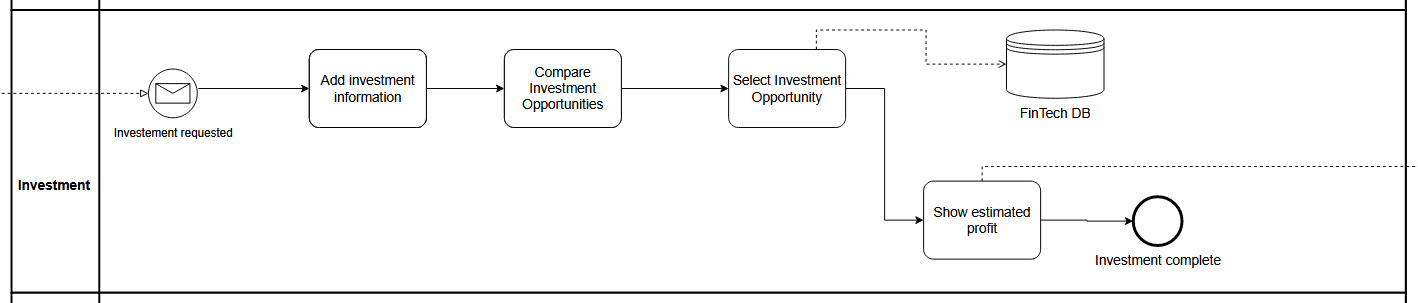 Investement requested
Add investment
information
Compare
Investment
Opportunities
Select Investment
Opportunity
FinTech DB
Investment
Show estimated
profit
Investment complete